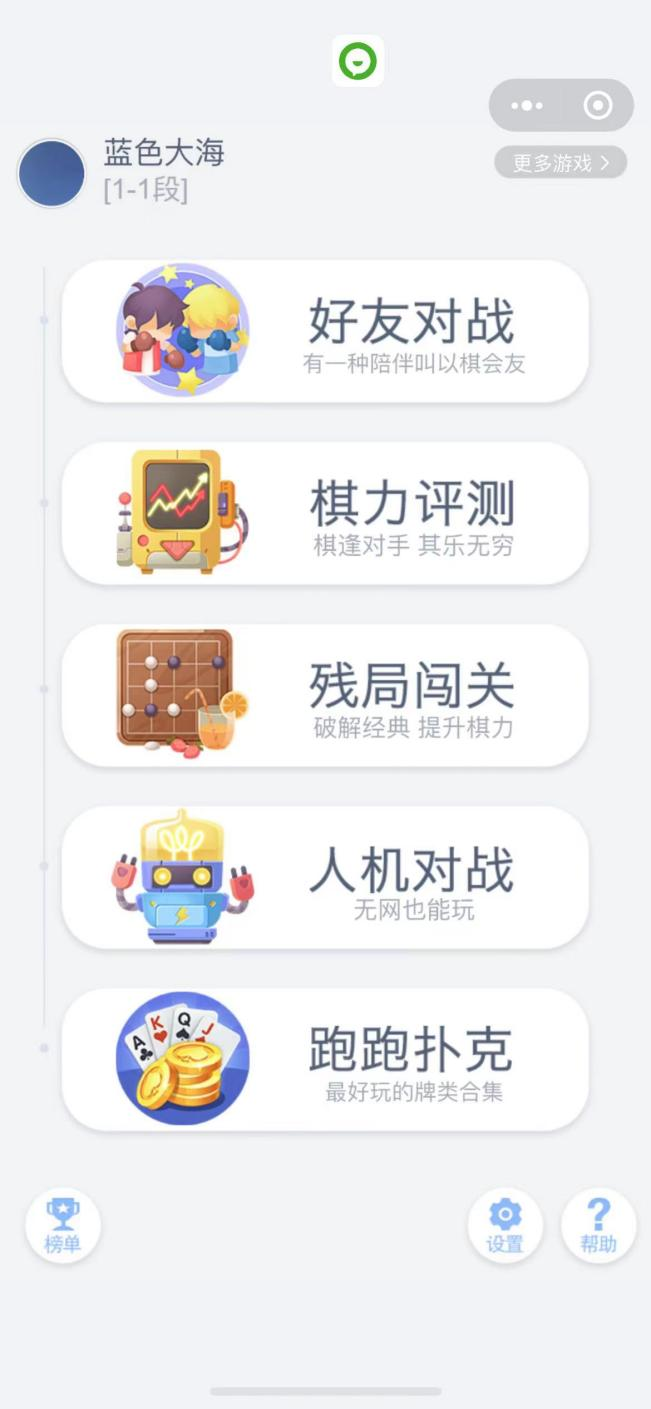 蓝色大海
[1-1段]
更多游戏 >
好友对战
有一种陪伴叫以棋会友
棋力评测
棋逢对手 其乐无穷
残局闯关
破解经典 提升棋力
人机对战
无网也能玩
A K Q J
跑跑扑克
最好玩的牌类合集
榜单
设置
帮助